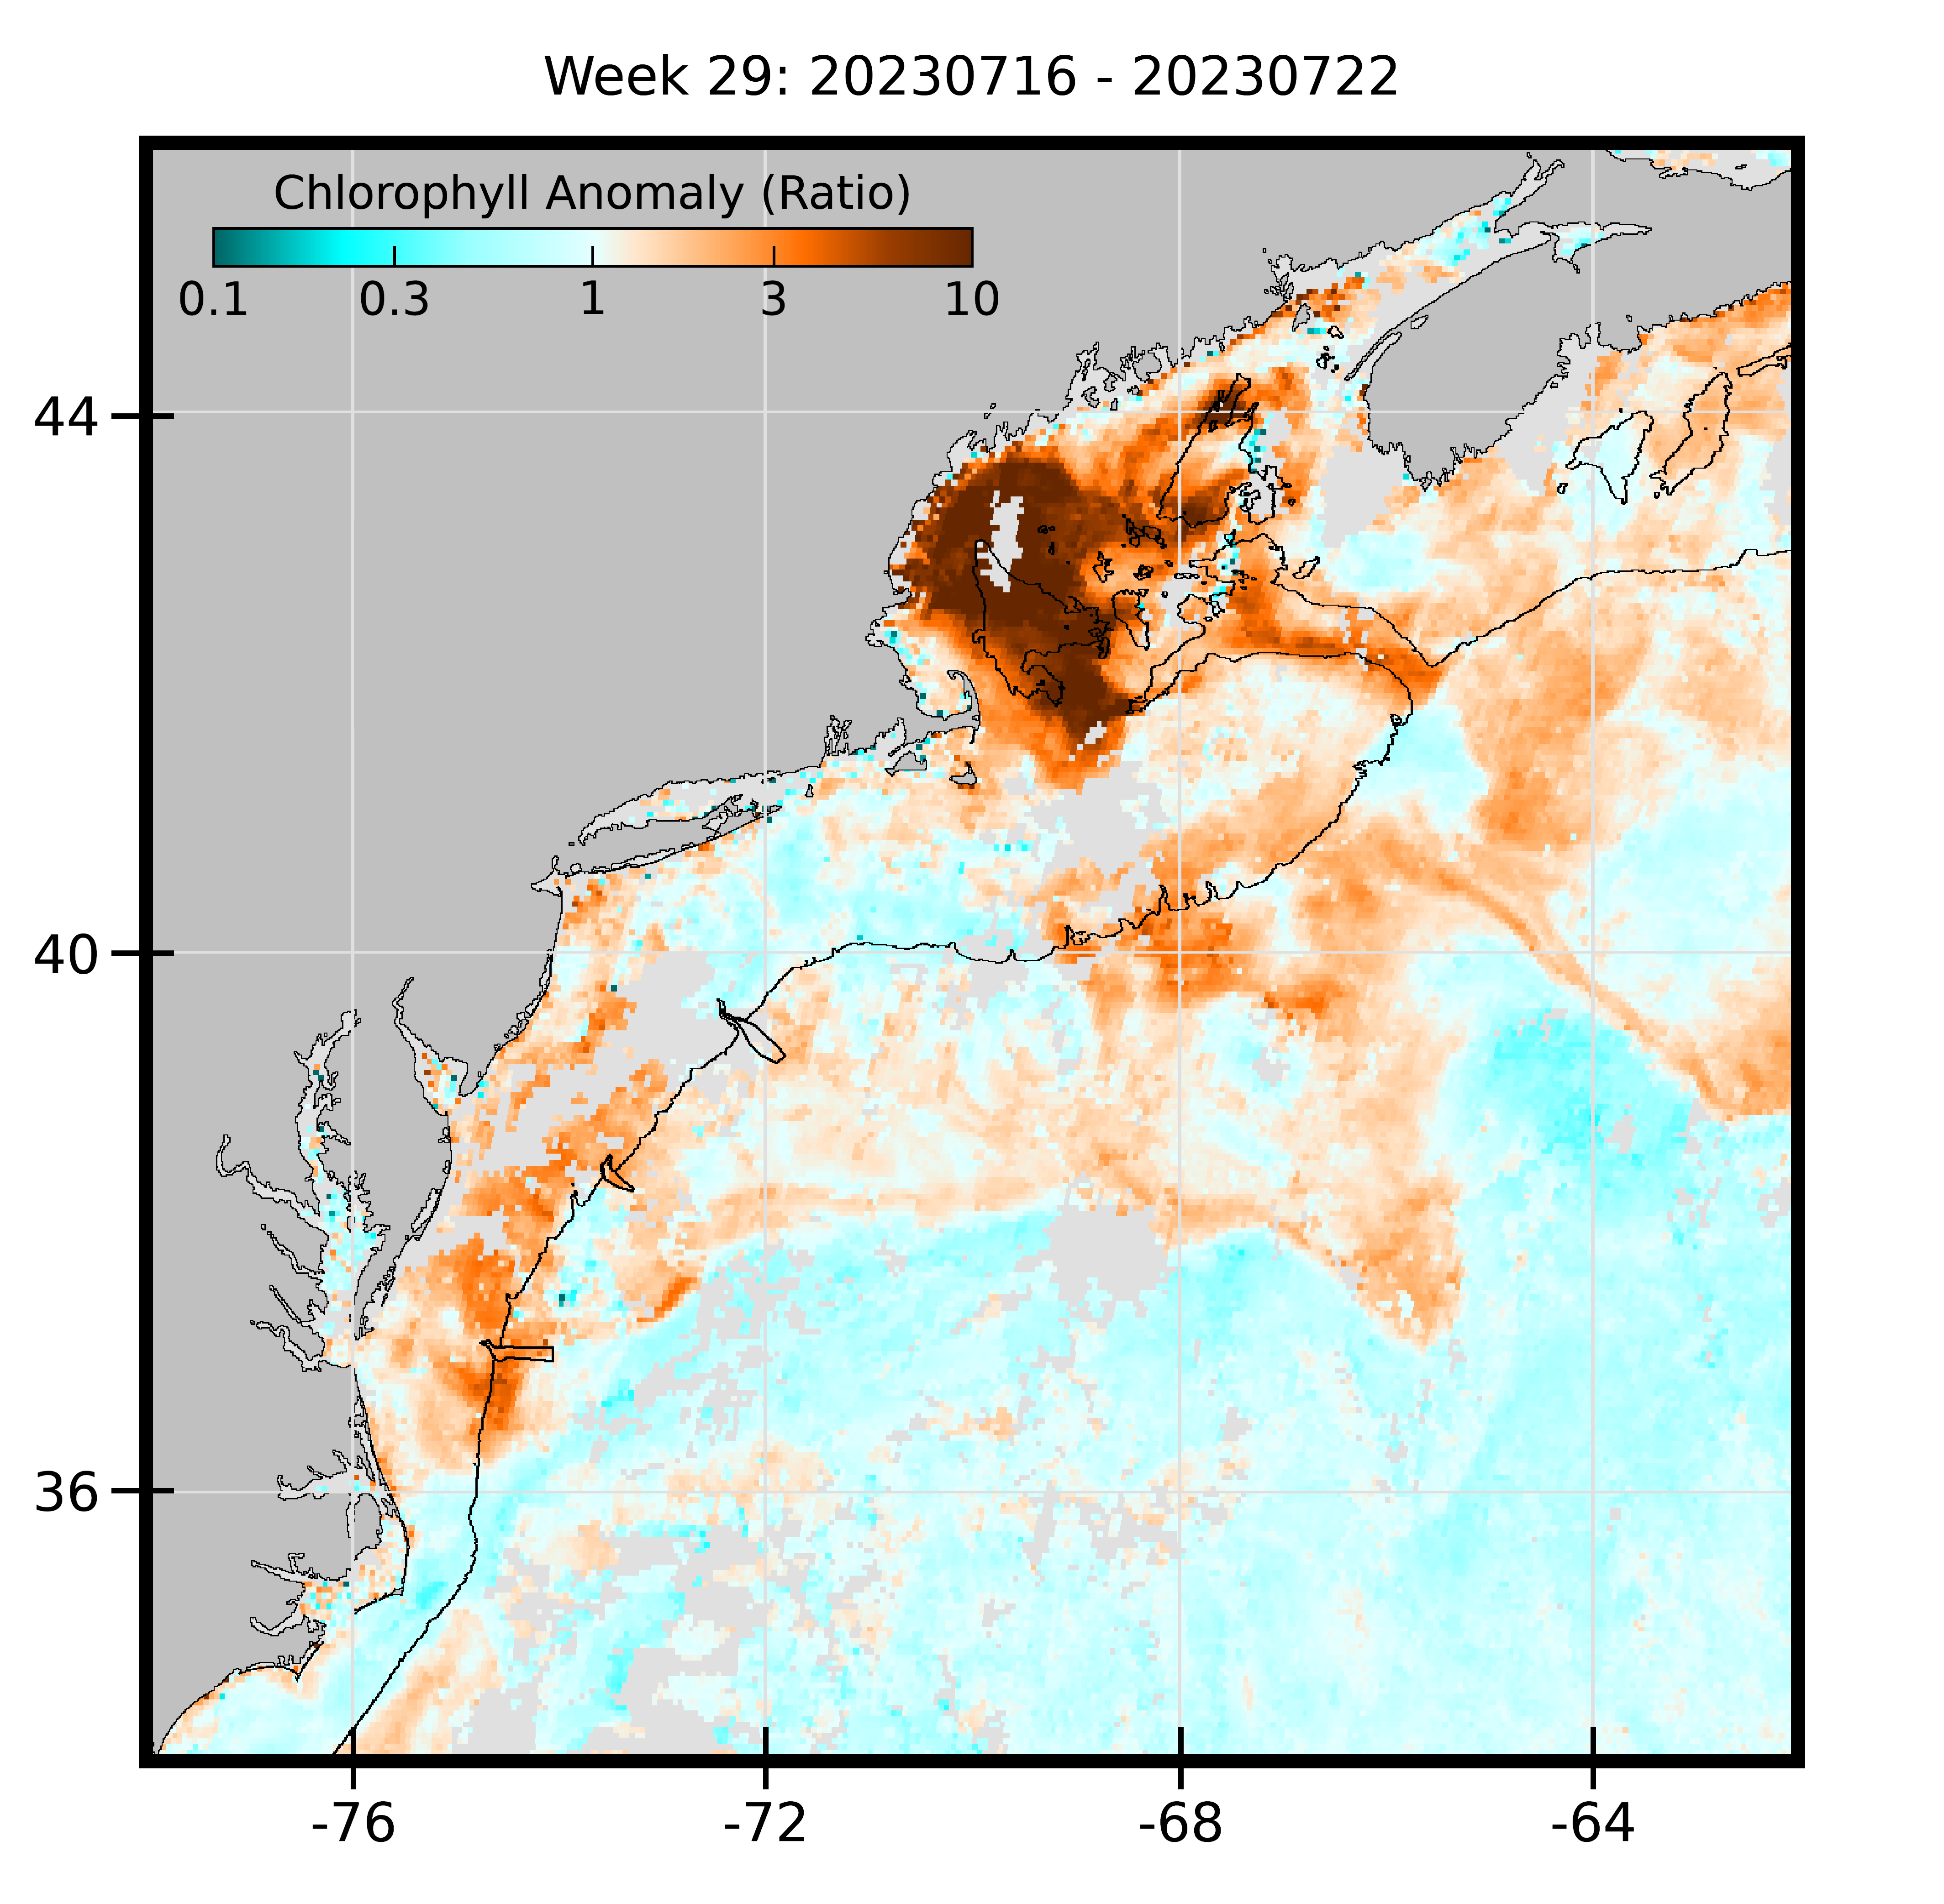 Week 29: 20230716 - 20230722
Chlorophyll Anomaly (Ratio)
0.1 0.3 1 3 10
44
40
36
-76 -72 -68 -64